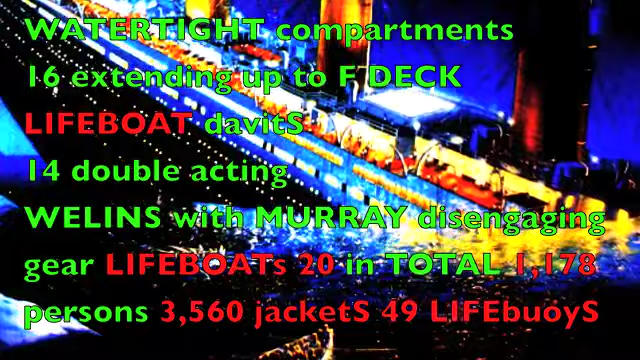 WATERTIGHT compartments
16 extending up to F DECK
LIFEBOAT davitS
14 double acting
WELINS with MURRAY disengaging
gear LIFEBOATs 20 in TOTAL 1,178
persons 3,560 jacketS 49 LIFEbuoyS